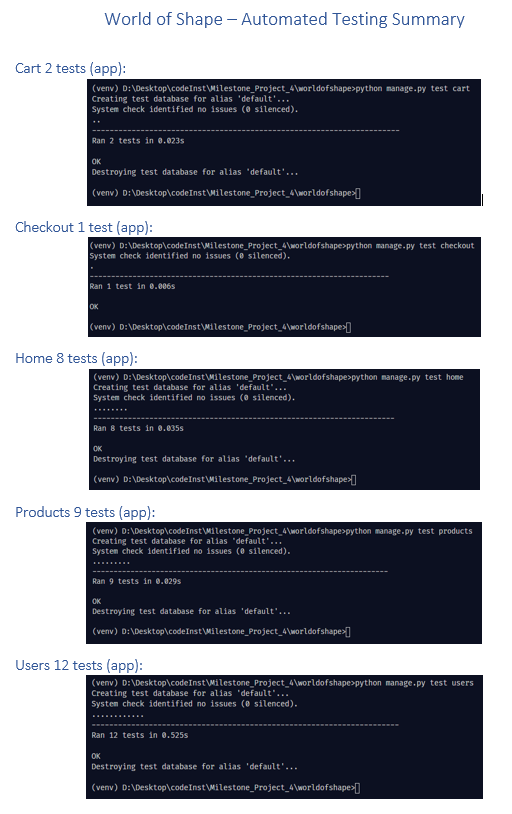 World of Shape – Automated Testing Summary
Cart 2 tests (app):
(venv) D:\Desktop\codeInst\Milestone_Project_4\worldofshape>python manage.py test cart
Creating test database for alias 'default'...
System check identified no issues (0 silenced).
..
----------------------------------------------------------------------
Ran 2 tests in 0.023s
OK
Destroying test database for alias 'default'...
(venv) D:\Desktop\codeInst\Milestone_Project_4\worldofshape>
Checkout 1 test (app):
(venv) D:\Desktop\codeInst\Milestone_Project_4\worldofshape>python manage.py test checkout
System check identified no issues (0 silenced).
.
----------------------------------------------------------------------
Ran 1 test in 0.006s
OK
(venv) D:\Desktop\codeInst\Milestone_Project_4\worldofshape>
Home 8 tests (app):
(venv) D:\Desktop\codeInst\Milestone_Project_4\worldofshape>python manage.py test home
Creating test database for alias 'default'...
System check identified no issues (0 silenced).
........
----------------------------------------------------------------------
Ran 8 tests in 0.035s
OK
Destroying test database for alias 'default'...
(venv) D:\Desktop\codeInst\Milestone_Project_4\worldofshape>
Products 9 tests (app):
(venv) D:\Desktop\codeInst\Milestone_Project_4\worldofshape>python manage.py test products
Creating test database for alias 'default'...
System check identified no issues (0 silenced).
.........
----------------------------------------------------------------------
Ran 9 tests in 0.029s
OK
Destroying test database for alias 'default'...
(venv) D:\Desktop\codeInst\Milestone_Project_4\worldofshape>
Users 12 tests (app):
(venv) D:\Desktop\codeInst\Milestone_Project_4\worldofshape>python manage.py test users
Creating test database for alias 'default'...
System check identified no issues (0 silenced).
............
----------------------------------------------------------------------
Ran 12 tests in 0.525s
OK
Destroying test database for alias 'default'...
(venv) D:\Desktop\codeInst\Milestone_Project_4\worldofshape>